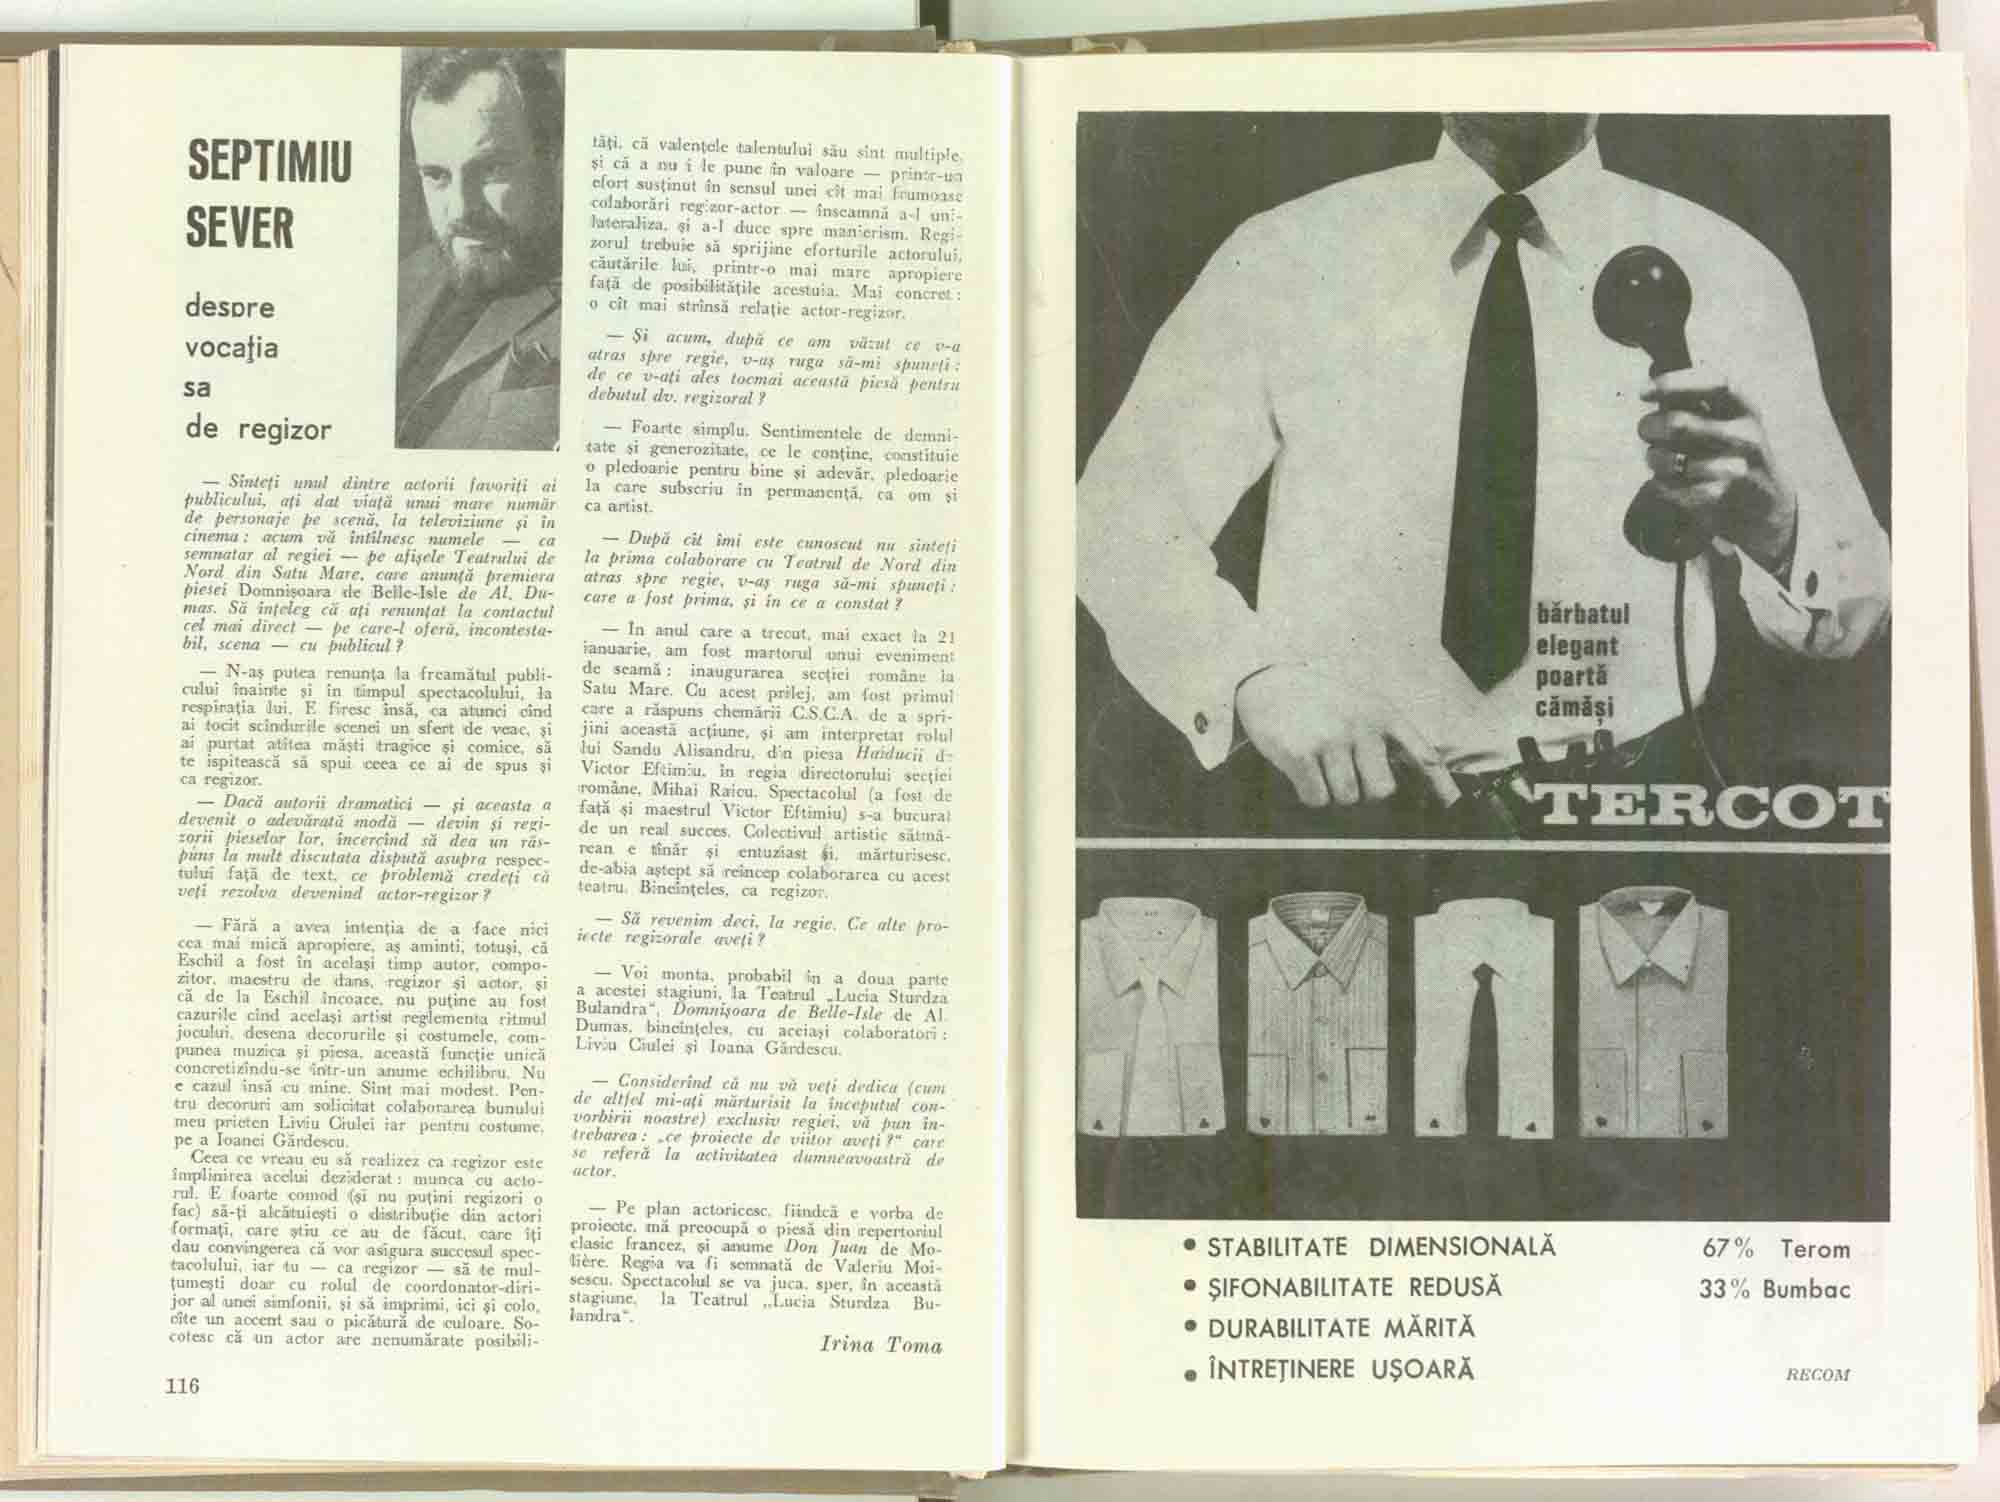 SEPTIMIU
SEVER
despre
vocaţia
sa
de regizor
— Sînteţi unul dintre actorii favoriţi ai
publicului, aţi dat viaţă unui mare număr
de personaje pe scenă, la televiziune şi în
cinema : acum vă întîlnesc numele — ca
semnatar al regiei — pe afişele Teatrului de
Nord din Satu Mare, care anunţă premiera
piesei Domnişoara de Belle-Isle de Al. Du-
mas. Să înţeleg că aţi renunţat la contactul
cel mai direct — pe care-l oferă, incontesta-
bil, scena — cu publicul ?
— N-aş putea renunţa la freamătul publi-
cului înainte şi în timpul spectacolului, la
respiraţia lui. E firesc însă, ca atunci cînd
ai tocit scîndurile scenei un sfert de veac, şi
ai purtat atîtea măşti tragice şi comice, să
te ispitească să spui ceea ce ai de spus şi
ca regizor.
— Dacă autorii dramatici — şi aceasta a
devenit o adevărată modă — devin şi regi-
zorii pieselor lor, încercînd să dea un răs-
puns la mult discutata dispută asupra respec-
tului faţă de text, ce problemă credeţi că
veţi rezolva devenind actor-regizor ?
— Fără a avea intenţia de a face nici
cea mai mică apropiere, aş aminti, totuşi, că
Eschil a fost în acelaşi timp autor, compo-
zitor, maestru de dans, regizor şi actor, şi
că de la Eschil încoace, nu puţine au fost
cazurile cînd acelaşi artist reglementa ritmul
jocului, desena decorurile şi costumele, com-
punea muzica şi piesa, această funcţie unică
concretizîndu-se într-un anume echilibru. Nu
e cazul însă cu mine. Sînt mai modest. Pen-
tru decoruri am solicitat colaborarea bunului
meu prieten Liviu Ciulei iar pentru costume,
pe a Ioanei Gărdescu.
Ceea ce vreau eu să realizez ca regizor este
împlinirea acelui deziderat : munca cu acto-
rul. E foarte comod (şi nu puţini regizori o
fac) să-ţi alcătuieşti o distribuţie din actori
formaţi, care ştiu ce au de făcut, care îţi
dau convingerea că vor asigura succesul spec-
tacolului, iar tu — ca regizor — să te mul-
ţumeşti doar cu rolul de coordonator-diri-
jor al unei simfonii, şi să imprimi, ici şi colo,
cîte un accent sau o picătură de culoare. So-
cotesc că un actor are nenumărate posibili-
116
tăţi, că valenţele talentului său sînt multiple,
şi că a nu i le pune în valoare — printr-un
efort susţinut în sensul unei cît mai frumoase
colaborări regizor-actor — înseamnă a-l uni-
lateraliza, şi a-l duce spre manierism. Regi-
zorul trebuie să sprijine eforturile actorului,
căutările lui, printr-o mai mare apropiere
faţă de posibilităţile acestuia. Mai concret :
o cît mai strînsă relaţie actor-regizor.
— Şi acum, după ce am văzut ce v-a
atras spre regie, v-aş ruga să-mi spuneţi :
de ce v-aţi ales tocmai această piesă pentru
debutul dv. regizoral ?
— Foarte simplu. Sentimentele de demni-
tate şi generozitate, ce le conţine, constituie
o pledoarie pentru bine şi adevăr, pledoarie
la care subscriu în permanenţă, ca om şi
ca artist.
— După cît îmi este cunoscut nu sînteţi
la prima colaborare cu Teatrul de Nord din
atras spre regie, v-aş ruga să-mi spuneţi :
care a fost prima, şi în ce a constat ?
— În anul care a trecut, mai exact la 21
ianuarie, am fost martorul unui eveniment
de seamă : inaugurarea secţiei române la
Satu Mare. Cu acest prilej, am fost primul
care a răspuns chemării C.S.C.A. de a spri-
jini această acţiune, şi am interpretat rolul
lui Sandu Alisandru, din piesa Haiducii de
Victor Eftimiu, în regia directorului secţiei
române, Mihai Raicu. Spectacolul (a fost de
faţă şi maestrul Victor Eftimiu) s-a bucurat
de un real succes. Colectivul artistic sătmă-
rean e tînăr şi entuziast şi, mărturisesc,
de-abia aştept să reîncep colaborarea cu acest
teatru. Bineînţeles, ca regizor.
— Să revenim deci, la regie. Ce alte pro-
iecte regizorale aveţi ?
— Voi monta, probabil în a doua parte
a acestei stagiuni, la Teatrul „Lucia Sturdza
Bulandra“, Domnişoara de Belle-Isle de Al.
Dumas, bineînţeles, cu aceiaşi colaboratori :
Liviu Ciulei şi Ioana Gărdescu.
— Considerînd că nu vă veţi dedica (cum
de altfel mi-aţi mărturisit la începutul con-
vorbirii noastre) exclusiv regiei, vă pun în-
trebarea : „ce proiecte de viitor aveţi ?“ care
se referă la activitatea dumneavoastră de
actor.
— Pe plan actoricesc, fiindcă e vorba de
proiecte, mă preocupă o piesă din repertoriul
clasic francez, şi anume Don Juan de Mo-
lière. Regia va fi semnată de Valeriu Moi-
sescu. Spectacolul se va juca, sper, în această
stagiune, la Teatrul „Lucia Sturdza Bu-
landra“.
Irina Toma
bărbatul
elegant
poartă
cămăşi
TERCOT
• STABILITATE DIMENSIONALĂ 67% Terom
• ŞIFONABILITATE REDUSĂ 33% Bumbac
• DURABILITATE MĂRITĂ
• ÎNTREŢINERE UŞOARĂ RECOM